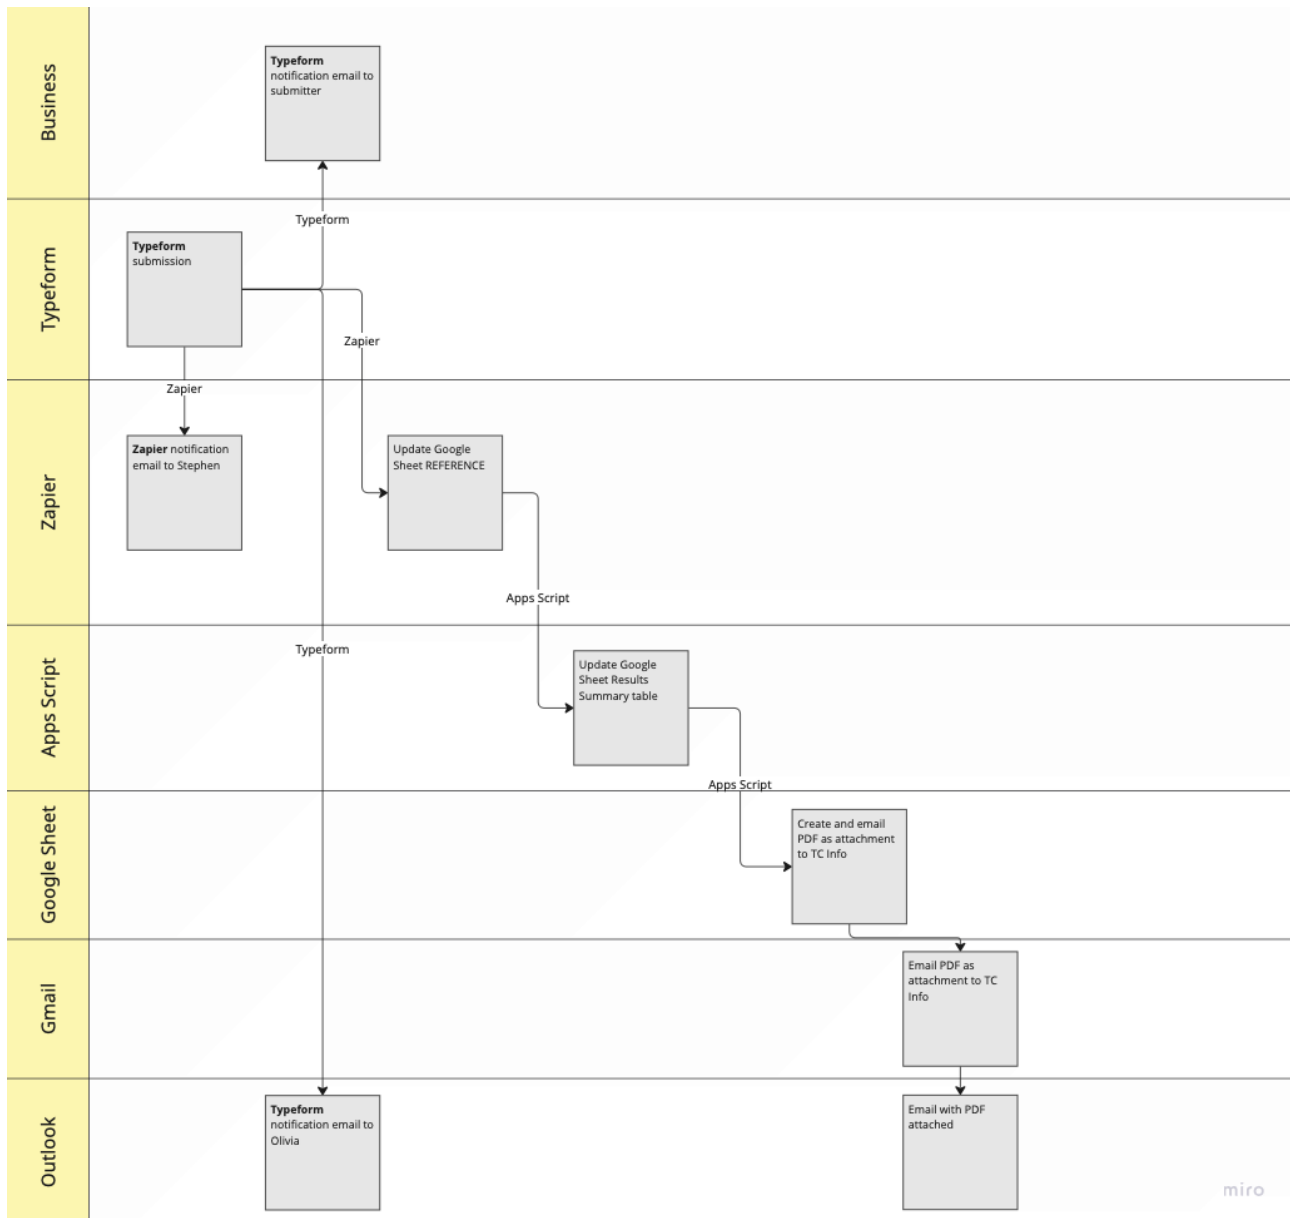 Business
Typeform
notification email to
submitter
Typeform
Typeform
Typeform
submission
Zapier
Zapier
Zapier
Zapier notification
email to Stephen
Update Google
Sheet REFERENCE
Apps Script
Apps Script
Typeform
Update Google
Sheet Results
Summary table
Apps Script
Google Sheet
Create and email
PDF as attachment
to TC Info
Gmail
Email PDF as
attachment to TC
Info
Outlook
Typeform
notification email to
Olivia
Email with PDF
attached
miro